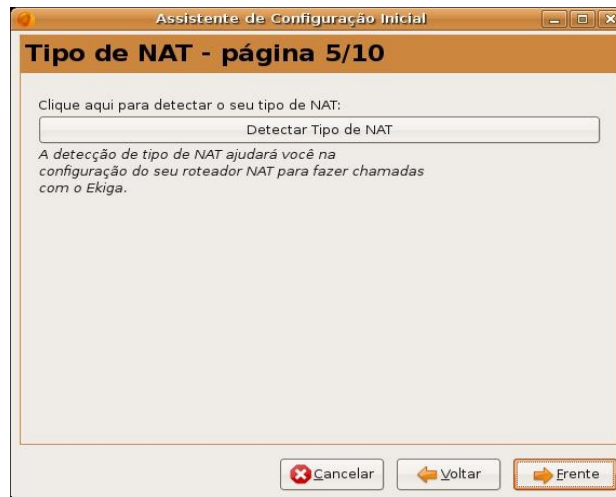 Assistente de Configuração Inicial
Tipo de NAT - página 5/10
Clique aqui para detectar o seu tipo de NAT:
Detectar Tipo de NAT
A detecção de tipo de NAT ajudará você na
configuração do seu roteador NAT para fazer chamadas
com o Ekiga.
Cancelar Voltar Frente